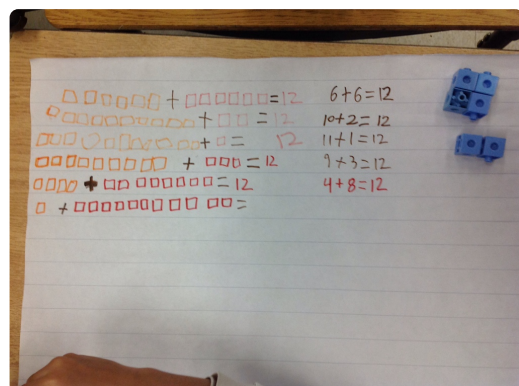 + = 12 6+6=12
+ = 12 10+2=12
+ = 12 11+1=12
+ = 12 9+3=12
+ = 12 4+8=12
+ =